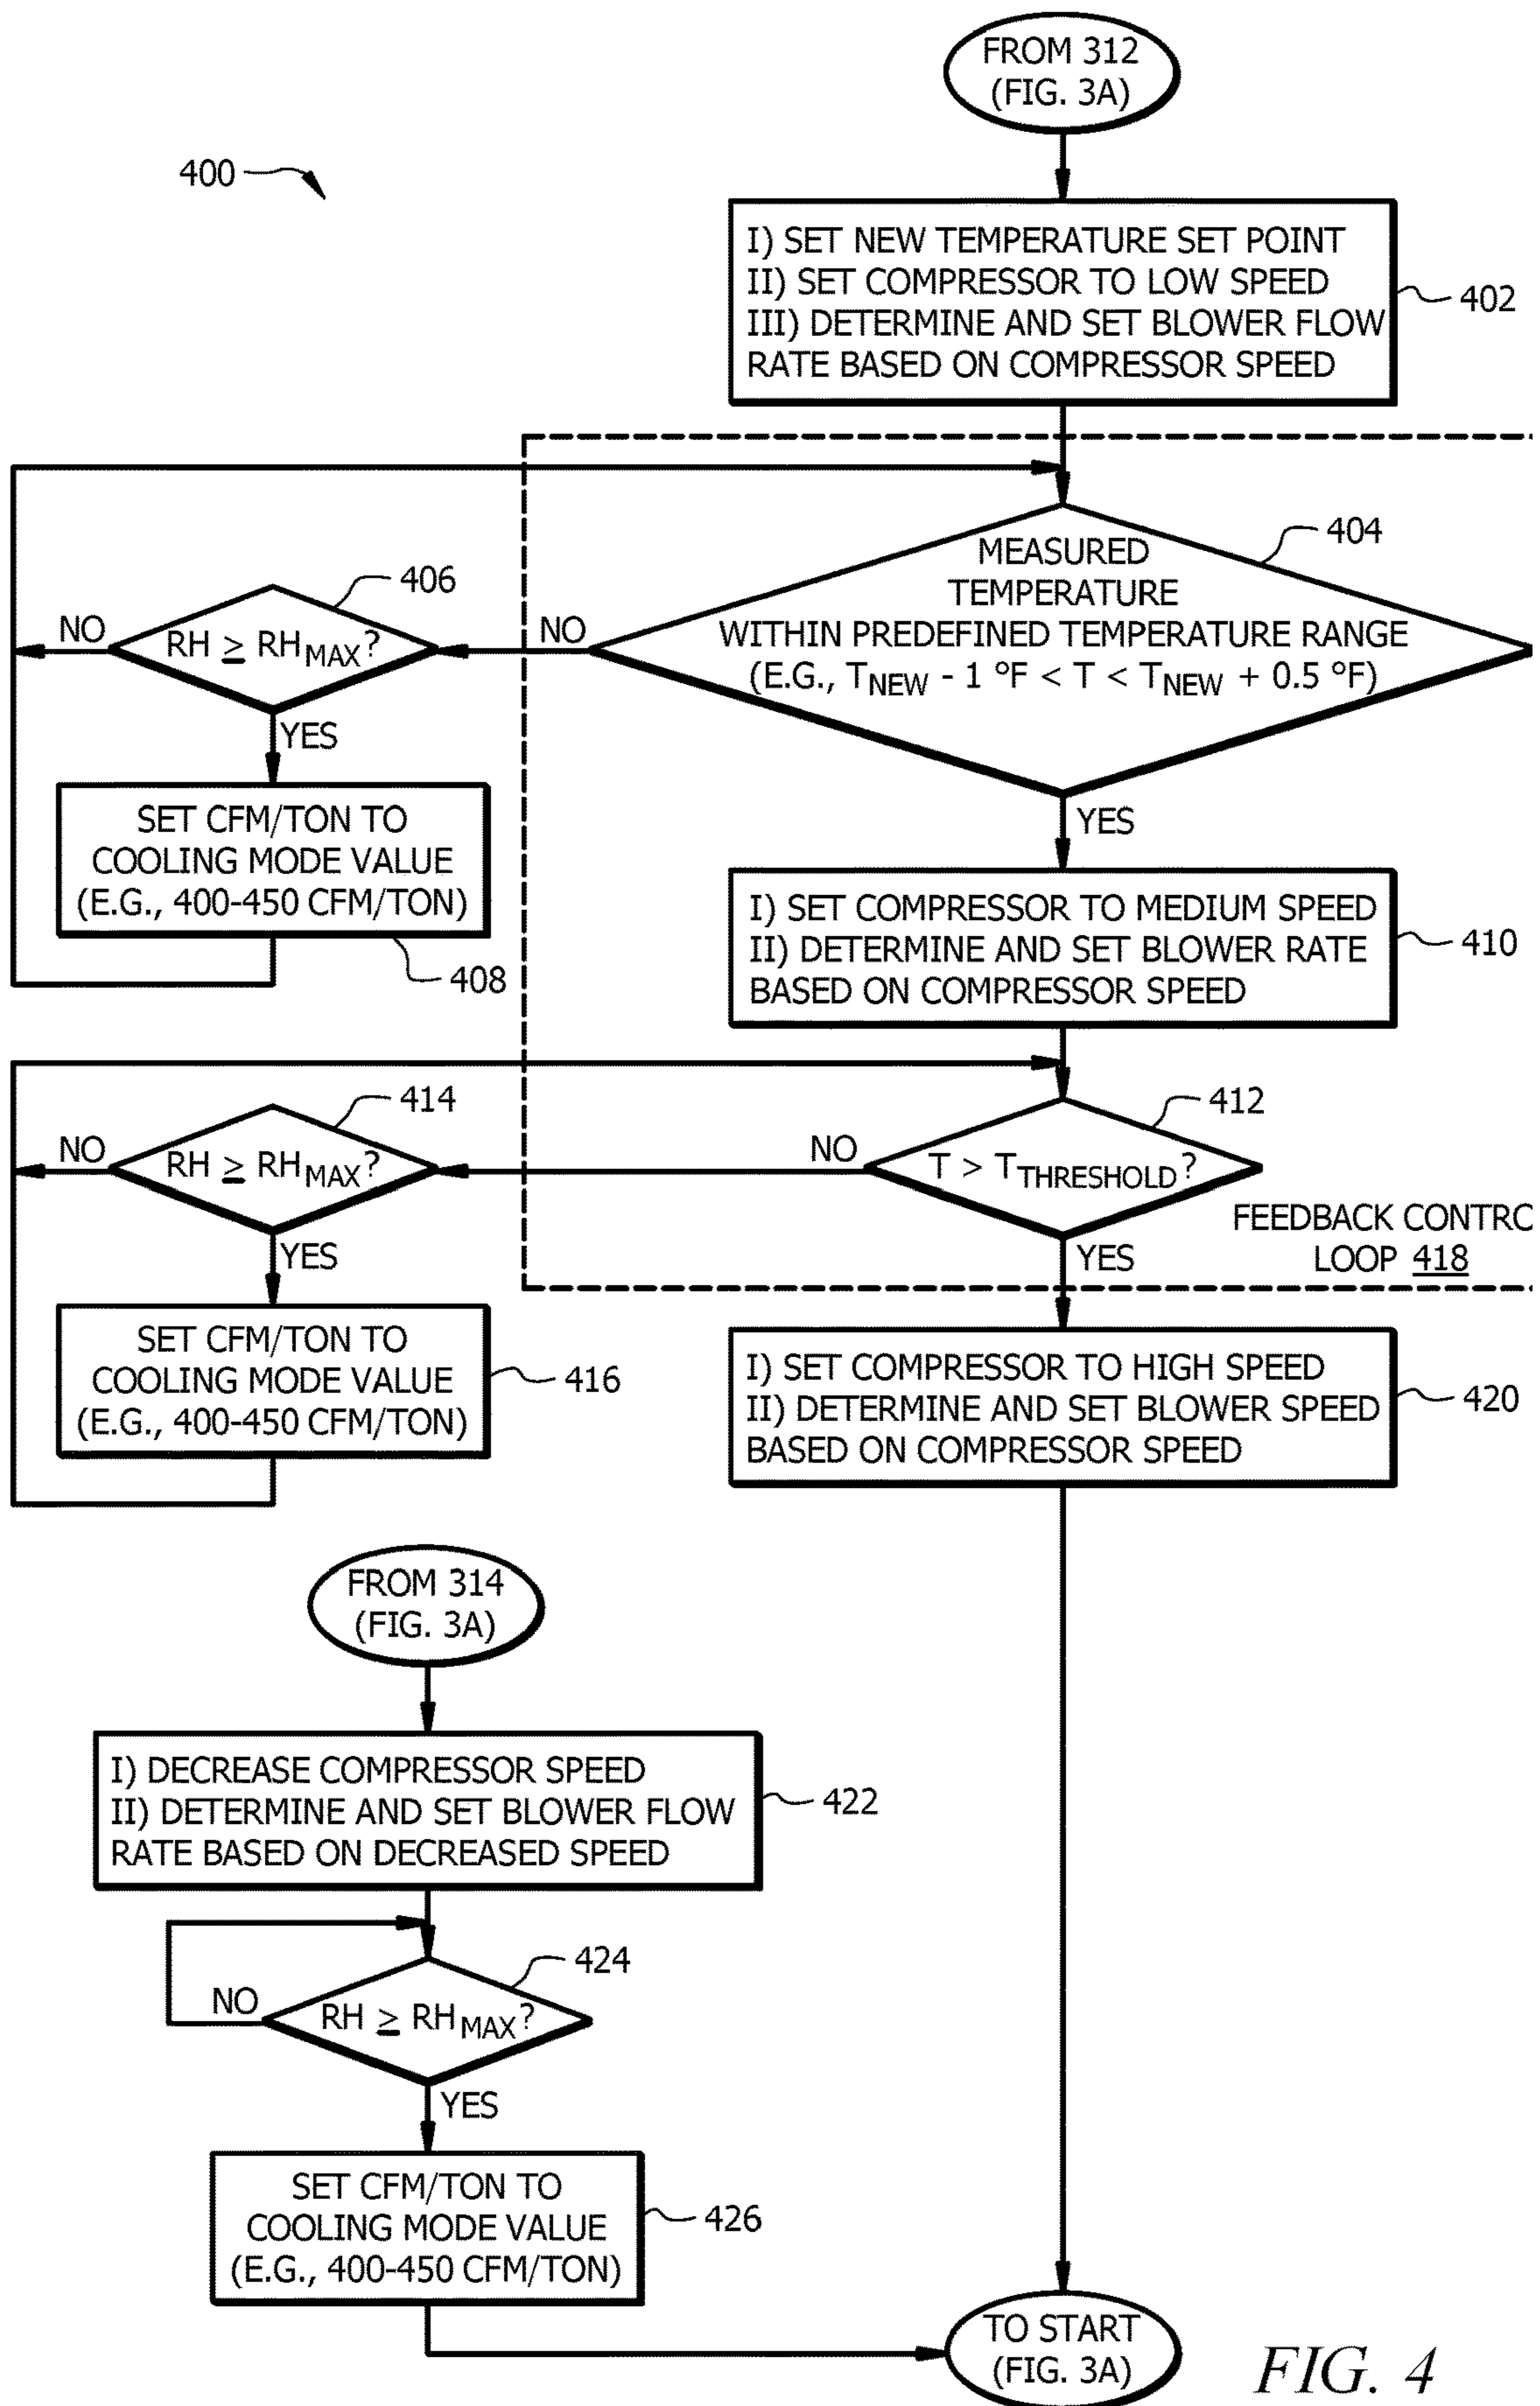 FROM 312
(FIG. 3A)
400
I) SET NEW TEMPERATURE SET POINT
II) SET COMPRESSOR TO LOW SPEED
III) DETERMINE AND SET BLOWER FLOW
RATE BASED ON COMPRESSOR SPEED
402
404
MEASURED
TEMPERATURE
WITHIN PREDEFINED TEMPERATURE RANGE
(E.G., T_NEW - 1 °F < T < T_NEW + 0.5 °F)
NO
YES
406
RH ≥ RH_MAX?
NO
YES
SET CFM/TON TO
COOLING MODE VALUE
(E.G., 400-450 CFM/TON)
408
I) SET COMPRESSOR TO MEDIUM SPEED
II) DETERMINE AND SET BLOWER RATE
BASED ON COMPRESSOR SPEED
410
412
T > T_THRESHOLD?
NO
YES
414
RH ≥ RH_MAX?
NO
YES
FEEDBACK CONTRO
LOOP 418
SET CFM/TON TO
COOLING MODE VALUE
(E.G., 400-450 CFM/TON)
416
I) SET COMPRESSOR TO HIGH SPEED
II) DETERMINE AND SET BLOWER SPEED
BASED ON COMPRESSOR SPEED
420
FROM 314
(FIG. 3A)
I) DECREASE COMPRESSOR SPEED
II) DETERMINE AND SET BLOWER FLOW
RATE BASED ON DECREASED SPEED
422
424
RH ≥ RH_MAX?
NO
YES
SET CFM/TON TO
COOLING MODE VALUE
(E.G., 400-450 CFM/TON)
426
TO START
(FIG. 3A)
FIG. 4